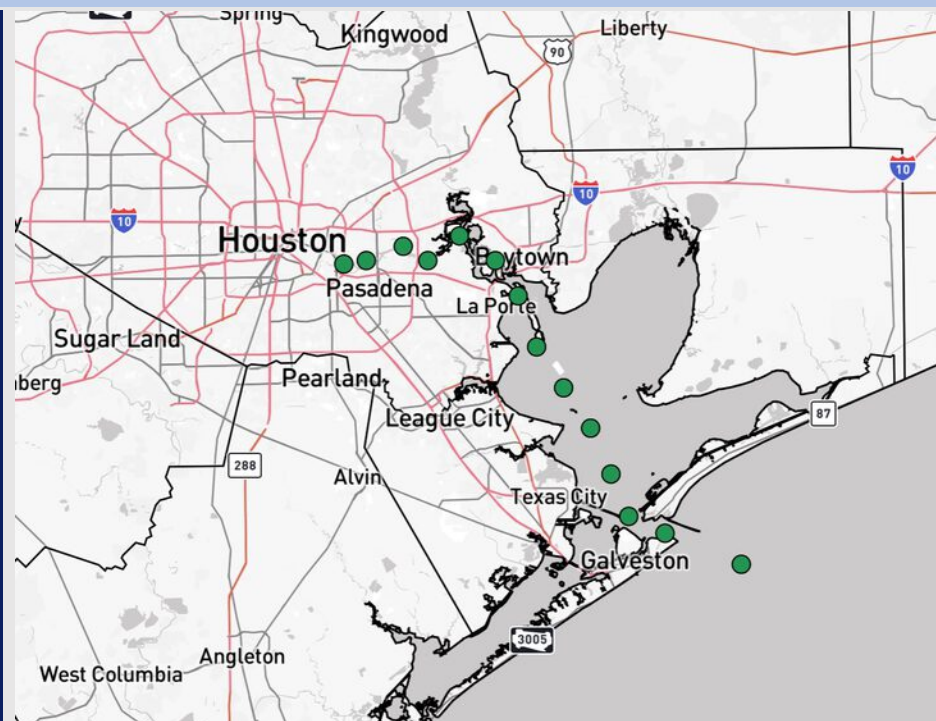 Spring
Kingwood
Liberty
90
10
10
10
Houston
Baytown
Pasadena
La Porte
Sugar Land
Pearland
League City
87
288
Alvin
Texas City
Galveston
3005
Angleton
West Columbia